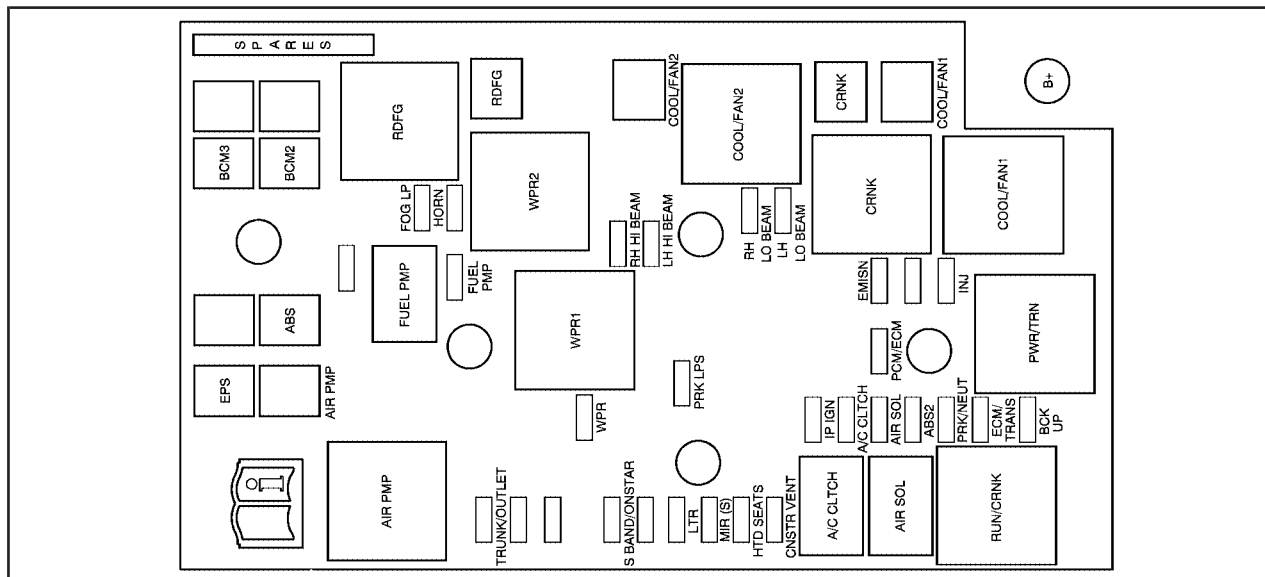 SPARES
BCM3
BCM2
RDFG
RDFG
COOL/FAN2
COOL/FAN2
CRNK
COOL/FAN1
B+
FOG LP
HORN
WPR2
RH HI BEAM
LH HI BEAM
RH
LO BEAM
LH
LO BEAM
CRNK
COOL/FAN1
ABS
FUEL PMP
FUEL
PMP
WPR1
EMISN
INJ
EPS
AIR PMP
PRK LPS
PCM/ECM
PWR/TRN
WPR
IP IGN
A/C CLTCH
AIR SOL
ABS2
PRK/NEUT
ECM/
TRANS
BCK
UP
i
AIR PMP
TRUNK/OUTLET
S BAND/ONSTAR
LTR
MIR (S)
HTD SEATS
CNSTR VENT
A/C CLTCH
AIR SOL
RUN/CRNK